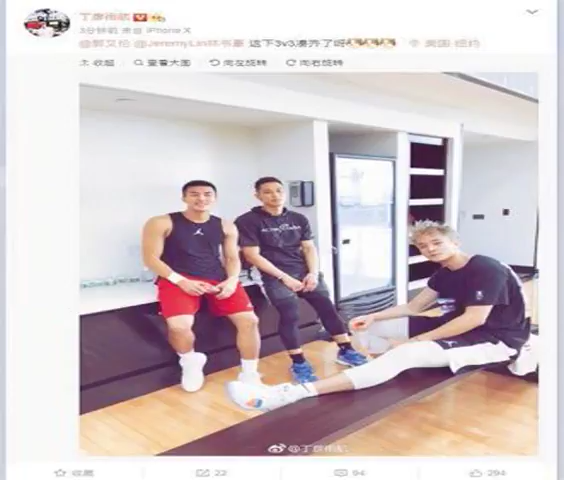 丁彦雨航
3分钟前 来自 iPhone X
@郭艾伦 @JeremyLin林书豪 这下3v3凑齐了呀 美国·纽约
收起 查看大图 向左旋转 向右旋转
@丁彦雨航
收藏 22 94 294